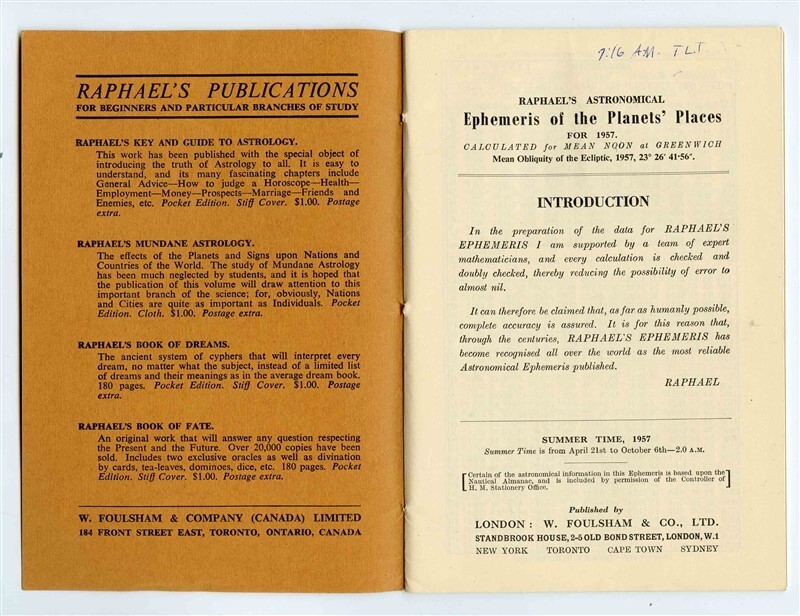 RAPHAEL'S PUBLICATIONS
FOR BEGINNERS AND PARTICULAR BRANCHES OF STUDY
RAPHAEL'S KEY AND GUIDE TO ASTROLOGY.
This work has been published with the special object of
introducing the truth of Astrology to all. It is easy to
understand, and its many fascinating chapters include
General Advice—How to judge a Horoscope—Health—
Employment—Money—Prospects—Marriage—Friends and
Enemies, etc. Pocket Edition. Stiff Cover. $1.00. Postage
extra.
RAPHAEL'S MUNDANE ASTROLOGY.
The effects of the Planets and Signs upon Nations and
Countries of the World. The study of Mundane Astrology
has been much neglected by students, and it is hoped that
the publication of this volume will draw attention to this
important branch of the science; for, obviously, Nations
and Cities are quite as important as Individuals. Pocket
Edition. Cloth. $1.00. Postage extra.
RAPHAEL'S BOOK OF DREAMS.
The ancient system of cyphers that will interpret every
dream, no matter what the subject, instead of a limited list
of dreams and their meanings as in the average dream book.
180 pages. Pocket Edition. Stiff Cover. $1.00. Postage
extra.
RAPHAEL'S BOOK OF FATE.
An original work that will answer any question respecting
the Present and the Future. Over 20,000 copies have been
sold. Includes two exclusive oracles as well as divination
by cards, tea-leaves, dominoes, dice, etc. 180 pages. Pocket
Edition. Stiff Cover. $1.00. Postage extra.
W. FOULSHAM & COMPANY (CANADA) LIMITED
184 FRONT STREET EAST, TORONTO, ONTARIO, CANADA
7:16 A.M. T.L.T.
RAPHAEL'S ASTRONOMICAL
Ephemeris of the Planets' Places
FOR 1957.
CALCULATED for MEAN NOON at GREENWICH
Mean Obliquity of the Ecliptic, 1957, 23° 26′ 41·56″.
INTRODUCTION
In the preparation of the data for RAPHAEL'S
EPHEMERIS I am supported by a team of expert
mathematicians, and every calculation is checked and
doubly checked, thereby reducing the possibility of error to
almost nil.
It can therefore be claimed that, as far as humanly possible,
complete accuracy is assured. It is for this reason that,
through the centuries, RAPHAEL'S EPHEMERIS has
become recognised all over the world as the most reliable
Astronomical Ephemeris published.
RAPHAEL
SUMMER TIME, 1957
Summer Time is from April 21st to October 6th—2.0 A.M.
[Certain of the astronomical information in this Ephemeris is based upon the
Nautical Almanac, and is included by permission of the Controller of
H. M. Stationery Office.]
Published by
LONDON: W. FOULSHAM & CO., LTD.
STANDBROOK HOUSE, 2-5 OLD BOND STREET, LONDON, W.1
NEW YORK TORONTO CAPE TOWN SYDNEY